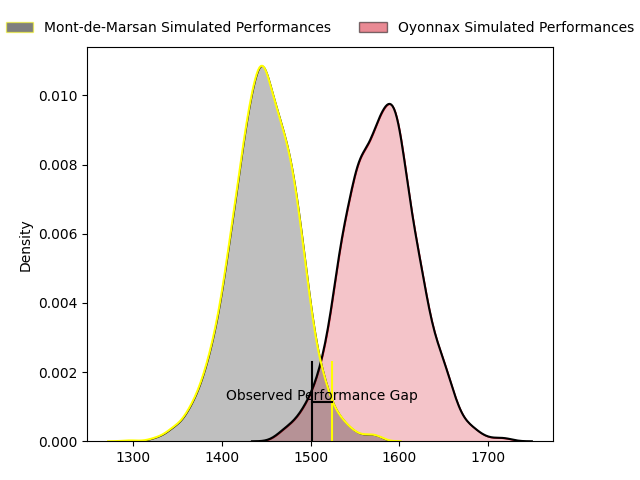 Mont-de-Marsan Simulated Performances
Oyonnax Simulated Performances
0.010
0.008
0.006
0.004
0.002
0.000
Density
Observed Performance Gap
1300
1400
1500
1600
1700